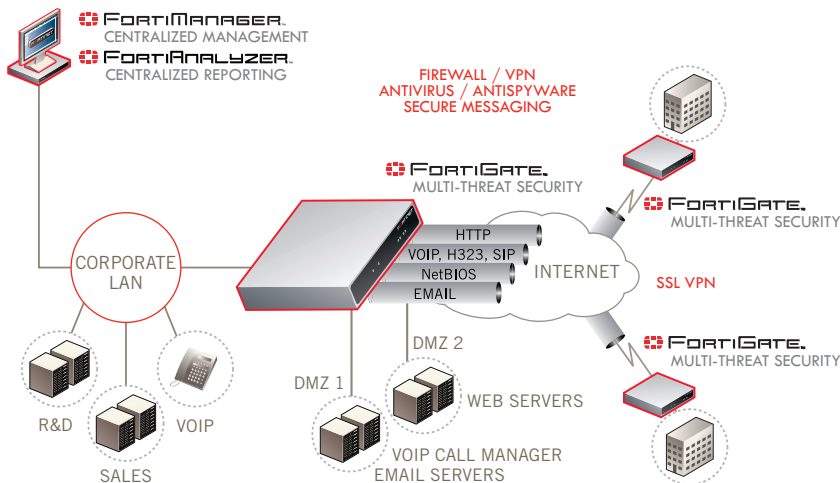 FORTIMANAGER
CENTRALIZED MANAGEMENT
FORTIANALYZER
CENTRALIZED REPORTING
FIREWALL / VPN
ANTIVIRUS / ANTISPYWARE
SECURE MESSAGING
FORTIGATE
MULTI-THREAT SECURITY
FORTIGATE
MULTI-THREAT SECURITY
HTTP
VOIP, H323, SIP
NetBIOS
EMAIL
INTERNET
CORPORATE
LAN
SSL VPN
FORTIGATE
MULTI-THREAT SECURITY
DMZ 2
DMZ 1
R&D
VOIP
SALES
WEB SERVERS
VOIP CALL MANAGER
EMAIL SERVERS